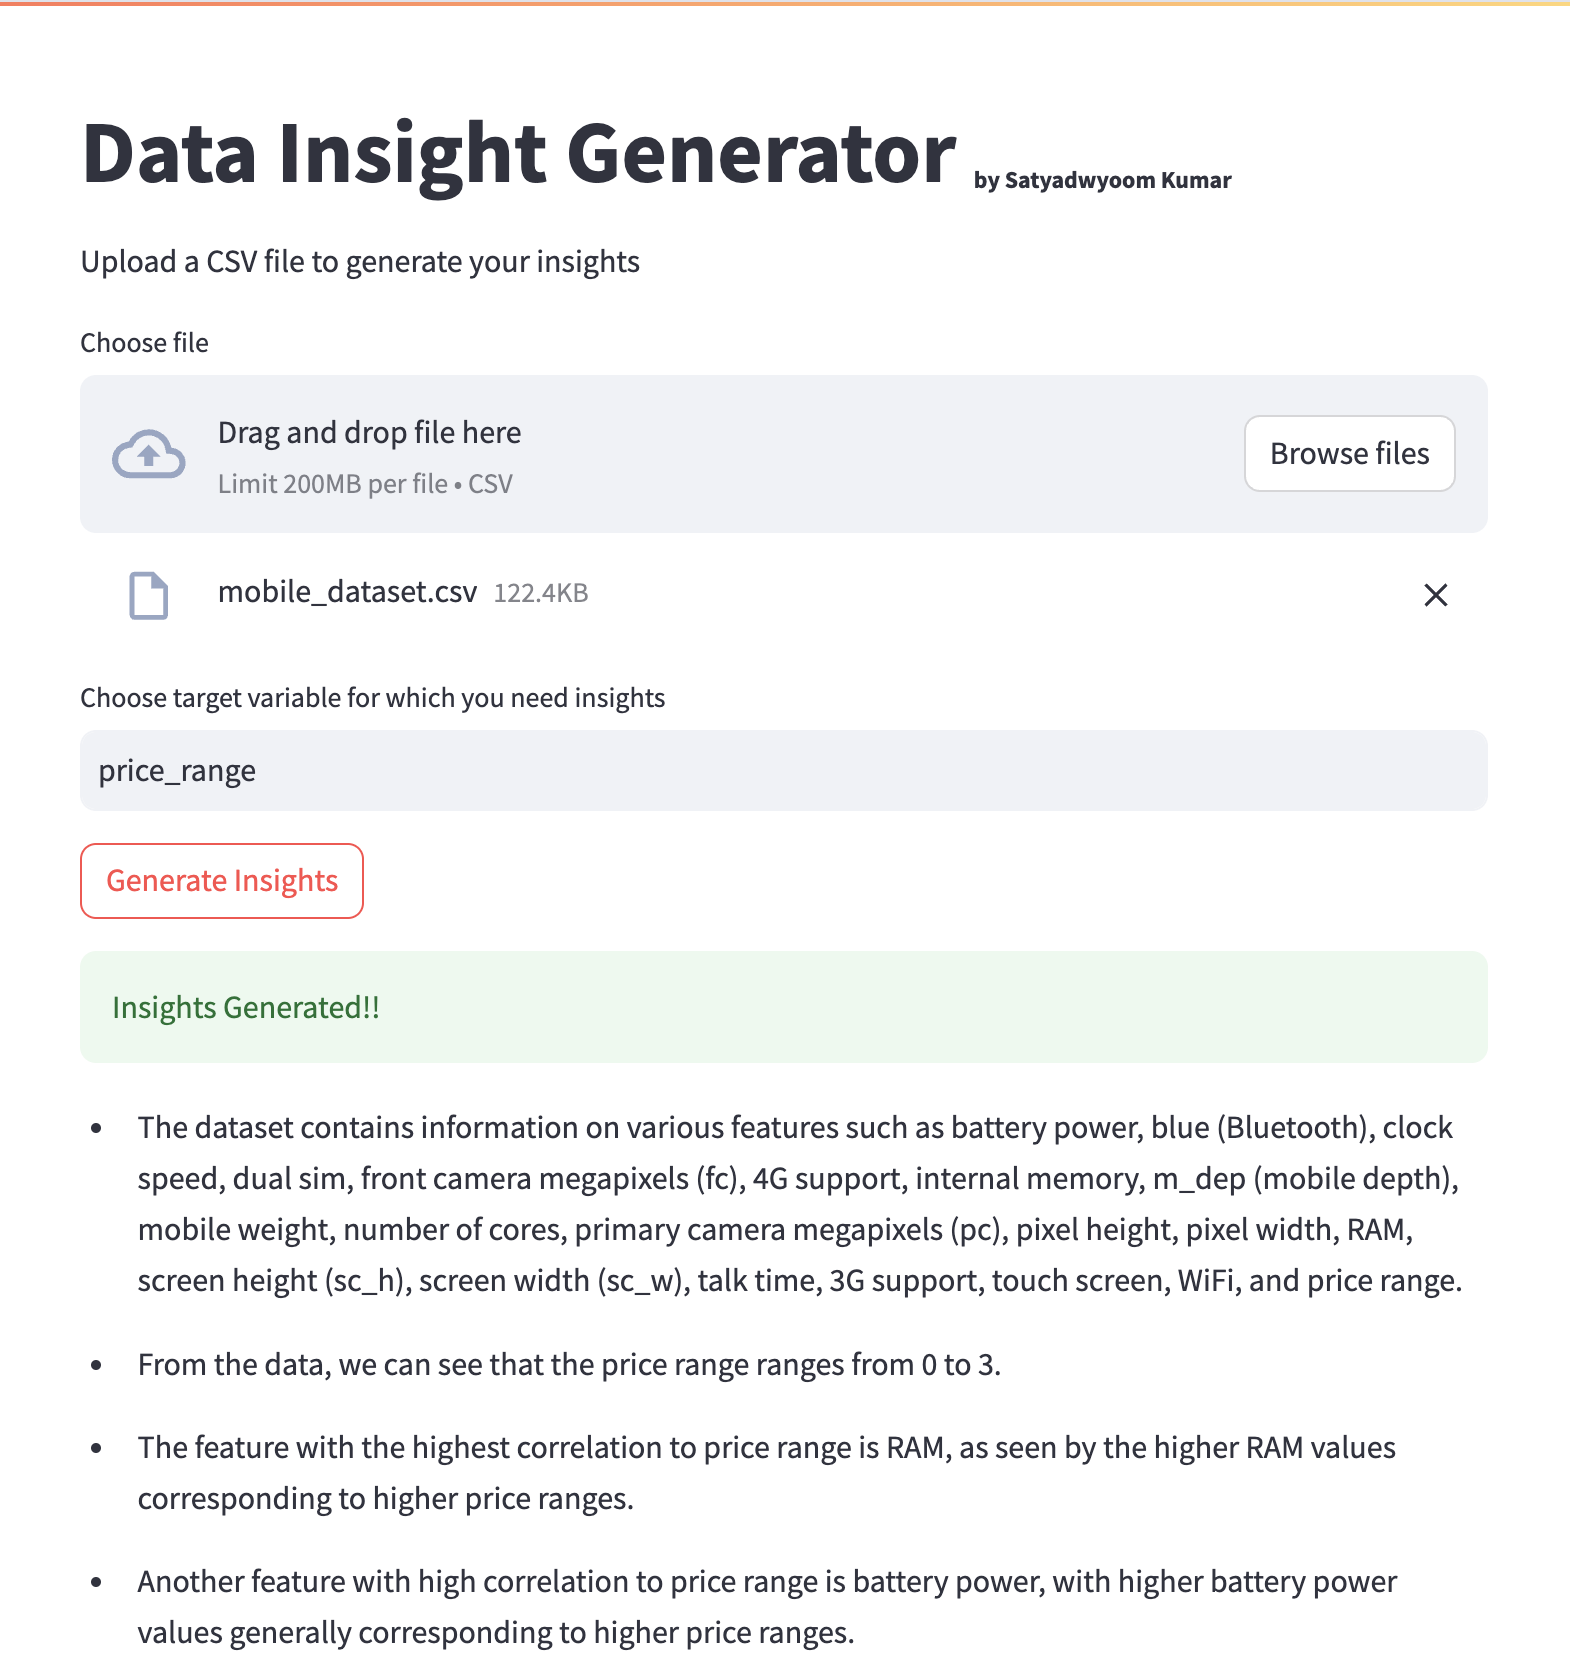 Data Insight Generator by Satyadwyoom Kumar
Upload a CSV file to generate your insights
Choose file
Drag and drop file here
Limit 200MB per file • CSV
Browse files
mobile_dataset.csv 122.4KB
Choose target variable for which you need insights
price_range
Generate Insights
Insights Generated!!
• The dataset contains information on various features such as battery power, blue (Bluetooth), clock
speed, dual sim, front camera megapixels (fc), 4G support, internal memory, m_dep (mobile depth),
mobile weight, number of cores, primary camera megapixels (pc), pixel height, pixel width, RAM,
screen height (sc_h), screen width (sc_w), talk time, 3G support, touch screen, WiFi, and price range.
• From the data, we can see that the price range ranges from 0 to 3.
• The feature with the highest correlation to price range is RAM, as seen by the higher RAM values
corresponding to higher price ranges.
• Another feature with high correlation to price range is battery power, with higher battery power
values generally corresponding to higher price ranges.